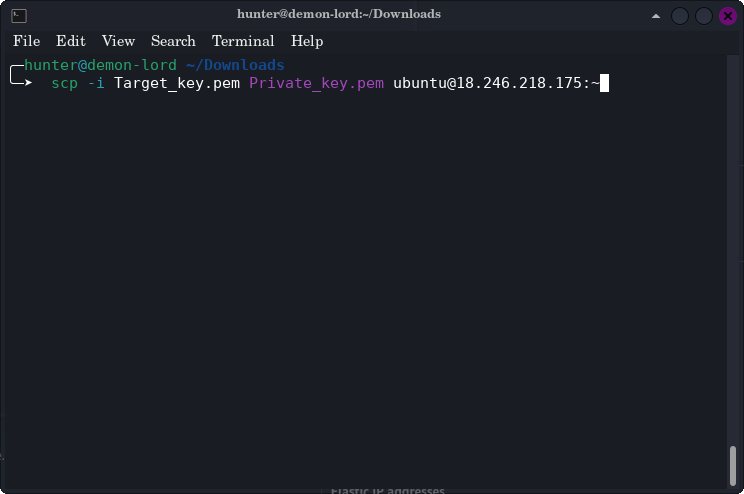 hunter@demon-lord:~/Downloads
File Edit View Search Terminal Help
hunter@demon-lord ~/Downloads
scp -i Target_key.pem Private_key.pem ubuntu@18.246.218.175:~
Elastic IP addresses